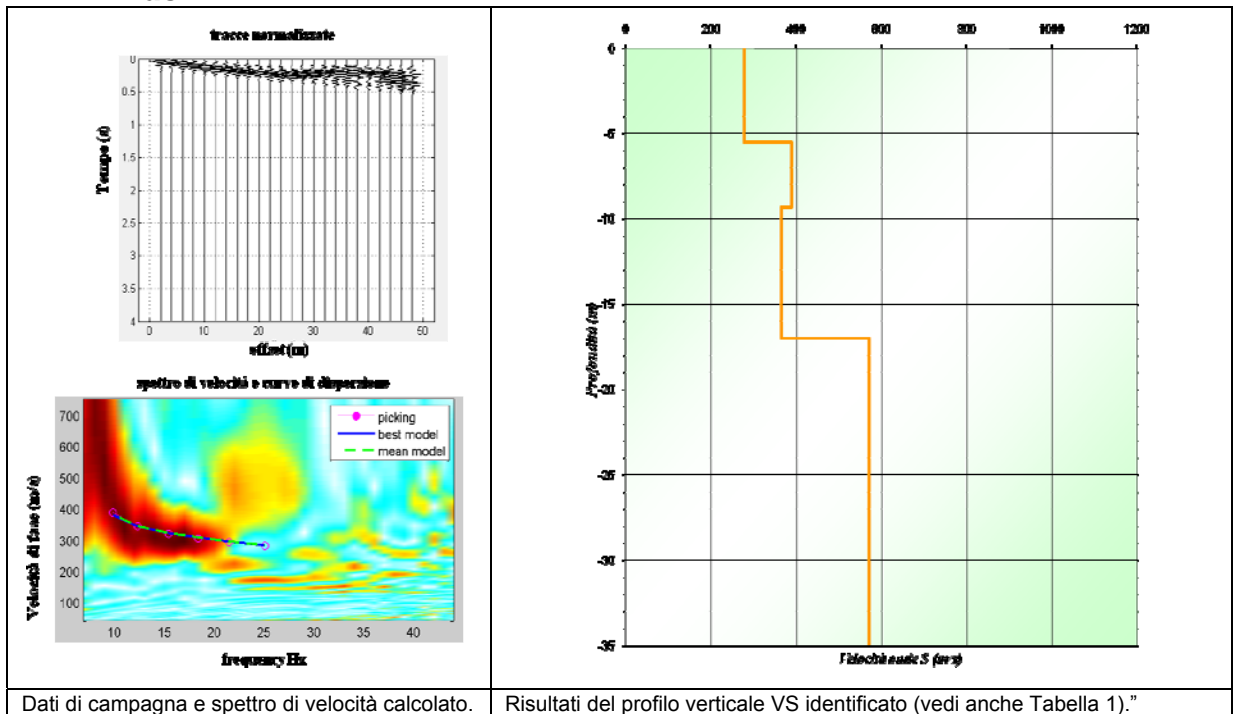 tracce normalizzate
0
0.5
1
1.5
2
2.5
3
3.5
4
Tempo (s)
0 10 20 30 40 50
offset (m)
spettro di velocità e curve di dispersione
700
600
500
400
300
200
100
Velocità di fase (m/s)
picking
best model
mean model
10 15 20 25 30 35 40
frequency Hz
0 200 400 600 800 1000 1200
0
-5
-10
-15
-20
-25
-30
-35
Profondità (m)
Velocità onde S (m/s)
Dati di campagna e spettro di velocità calcolato.
Risultati del profilo verticale VS identificato (vedi anche Tabella 1).”